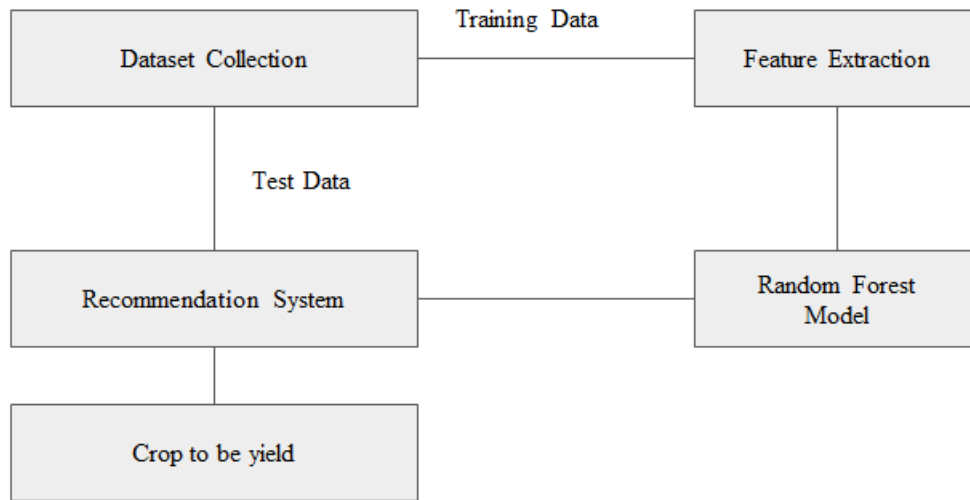 Training Data
Dataset Collection
Feature Extraction
Test Data
Recommendation System
Random Forest
Model
Crop to be yield